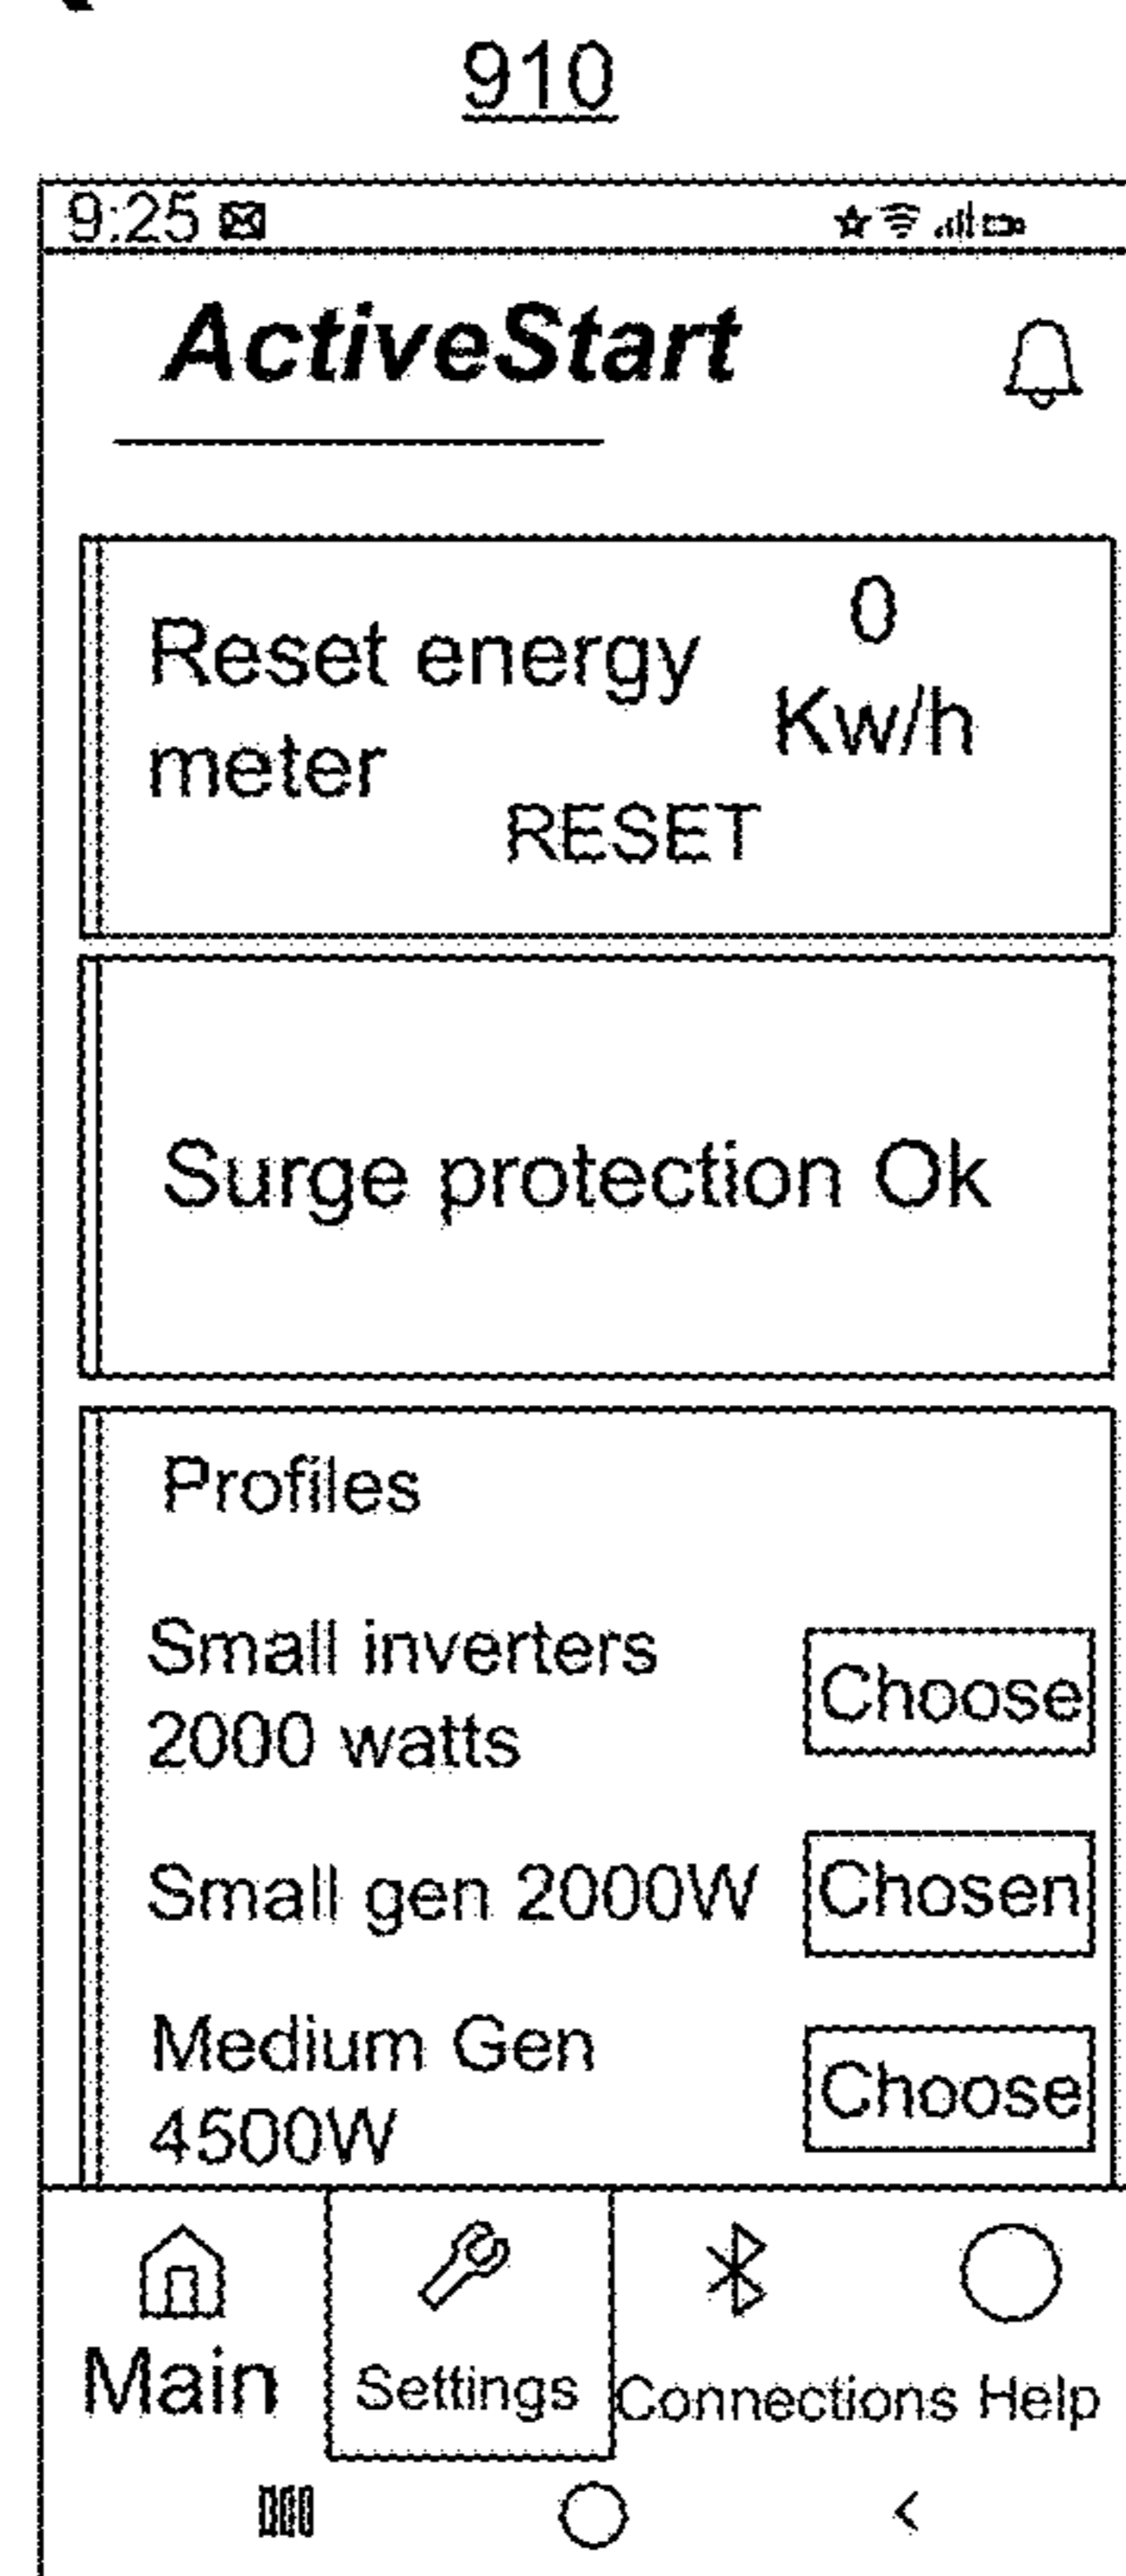 910
9:25
ActiveStart
Reset energy
meter
0
Kw/h
RESET
Surge protection Ok
Profiles
Small inverters
2000 watts
Choose
Small gen 2000W
Chosen
Medium Gen
4500W
Choose
Main
Settings
Connections
Help